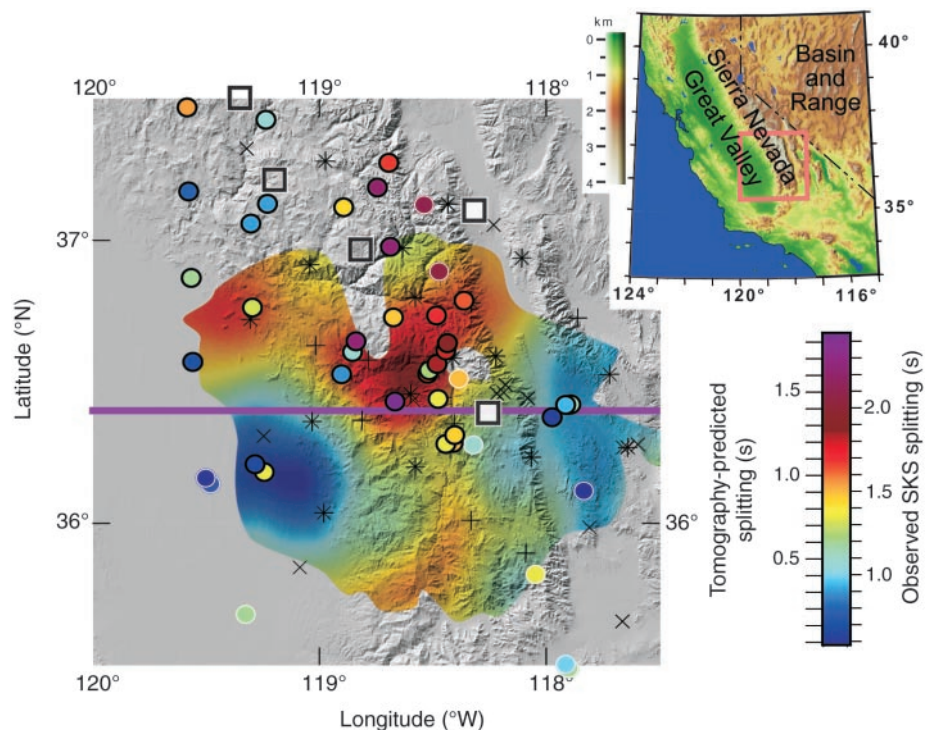 km
0
1
2
3
4
Basin
and
Range
Sierra Nevada
Great Valley
40°
35°
124°
120°
115°
120°
119°
118°
37°
36°
36°
Latitude (°N)
120°
119°
118°
Longitude (°W)
Tomography-predicted
splitting (s)
1.5
1.0
0.5
2.0
1.5
1.0
Observed SKS splitting (s)